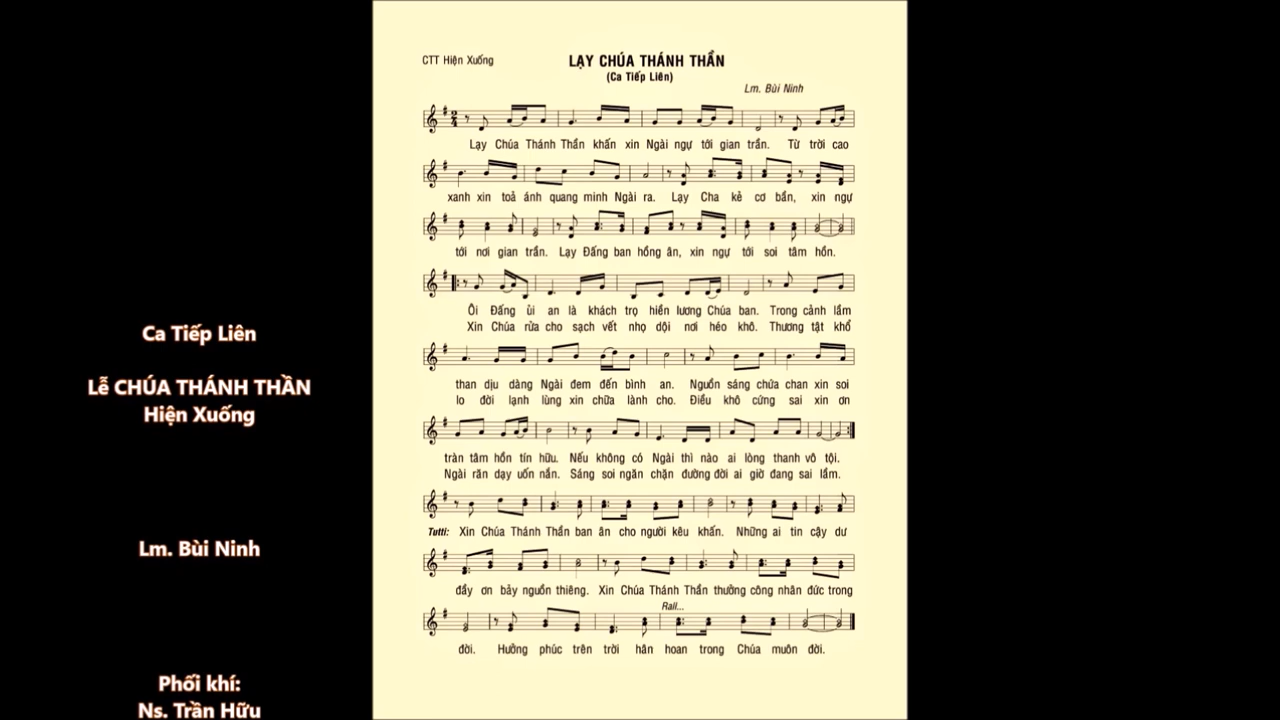 Ca Tiếp Liên
Lễ CHÚA THÁNH THẦN
Hiện Xuống
Lm. Bùi Ninh
Phối khí:
Ns. Trần Hữu
CTT Hiện Xuống
LẠY CHÚA THÁNH THẦN
(Ca Tiếp Liên)
Lm. Bùi Ninh
Lạy Chúa Thánh Thần khấn xin Ngài ngự tới gian trần. Từ trời cao
xanh xin toả ánh quang minh Ngài ra. Lạy Cha kẻ cơ bần, xin ngự
tới nơi gian trần. Lạy Đấng ban hồng ân, xin ngự tới soi tâm hồn.
Ôi Đấng ủi an là khách trọ hiền lương Chúa ban. Trong cảnh lầm
Xin Chúa rửa cho sạch vết nhọ dội nơi héo khô. Thương tật khổ
than dịu dàng Ngài đem đến bình an. Nguồn sáng chứa chan xin soi
lo đời lạnh lùng xin chữa lành cho. Điều khô cứng sai xin ơn
tràn tâm hồn tín hữu. Nếu không có Ngài thì nào ai lòng thanh vô tội.
Ngài răn dạy uốn nắn. Sáng soi ngăn chặn đường đời ai giờ đang sai lầm.
Tutti: Xin Chúa Thánh Thần ban ân cho người kêu khấn. Những ai tin cậy dư
đầy ơn bảy nguồn thiêng. Xin Chúa Thánh Thần thưởng công nhân đức trong
Rall...
đời. Hưởng phúc trên trời hân hoan trong Chúa muôn đời.